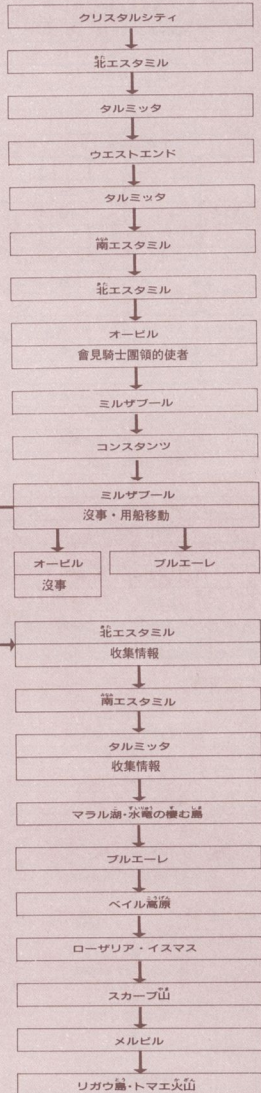 クリスタルシティ
北エスタミル
タルミッタ
ウエストエンド
タルミッタ
南エスタミル
北エスタミル
オービル
會見騎士團領的使者
ミルザブール
コンスタンツ
ミルザブール
沒事・用船移動
オービル
沒事
ブルエーレ
北エスタミル
收集情報
南エスタミル
タルミッタ
收集情報
マラル湖・水竜の棲む島
ブルエーレ
ベイル高原
ローザリア・イスマス
スカーブ山
メルビル
リガウ島・トマエ火山